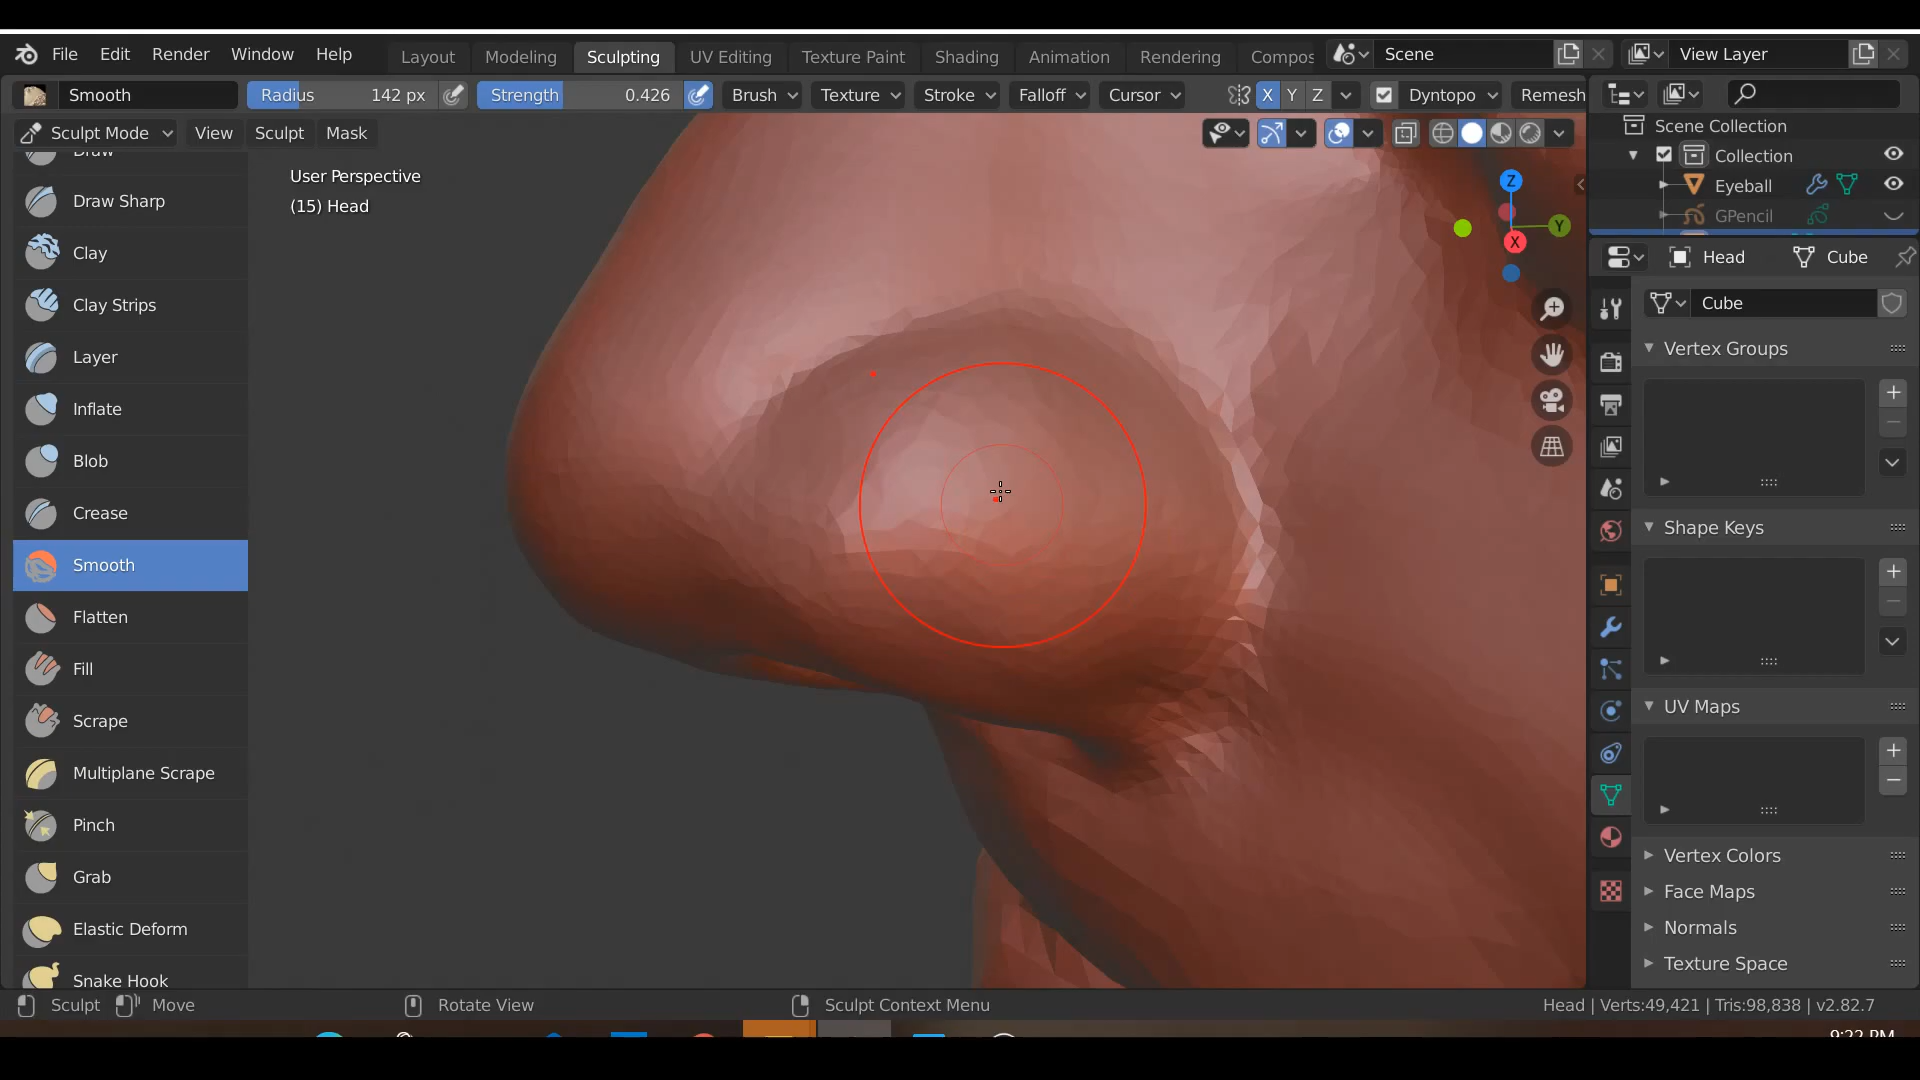 File Edit Render Window Help Layout Modeling Sculpting UV Editing Texture Paint Shading Animation Rendering Compos Scene View Layer
Smooth Radius 142 px Strength 0.426 Brush Texture Stroke Falloff Cursor X Y Z Dyntopo Remesh
Sculpt Mode View Sculpt Mask
Draw
Draw Sharp
Clay
Clay Strips
Layer
Inflate
Blob
Crease
Smooth
Flatten
Fill
Scrape
Multiplane Scrape
Pinch
Grab
Elastic Deform
Snake Hook
User Perspective
(15) Head
Z
Y
X
Scene Collection
Collection
Eyeball
GPencil
Head Cube
Cube
Vertex Groups
Shape Keys
UV Maps
Vertex Colors
Face Maps
Normals
Texture Space
Sculpt Move Rotate View Sculpt Context Menu Head | Verts:49,421 | Tris:98,838 | v2.82.7
9:22 PM